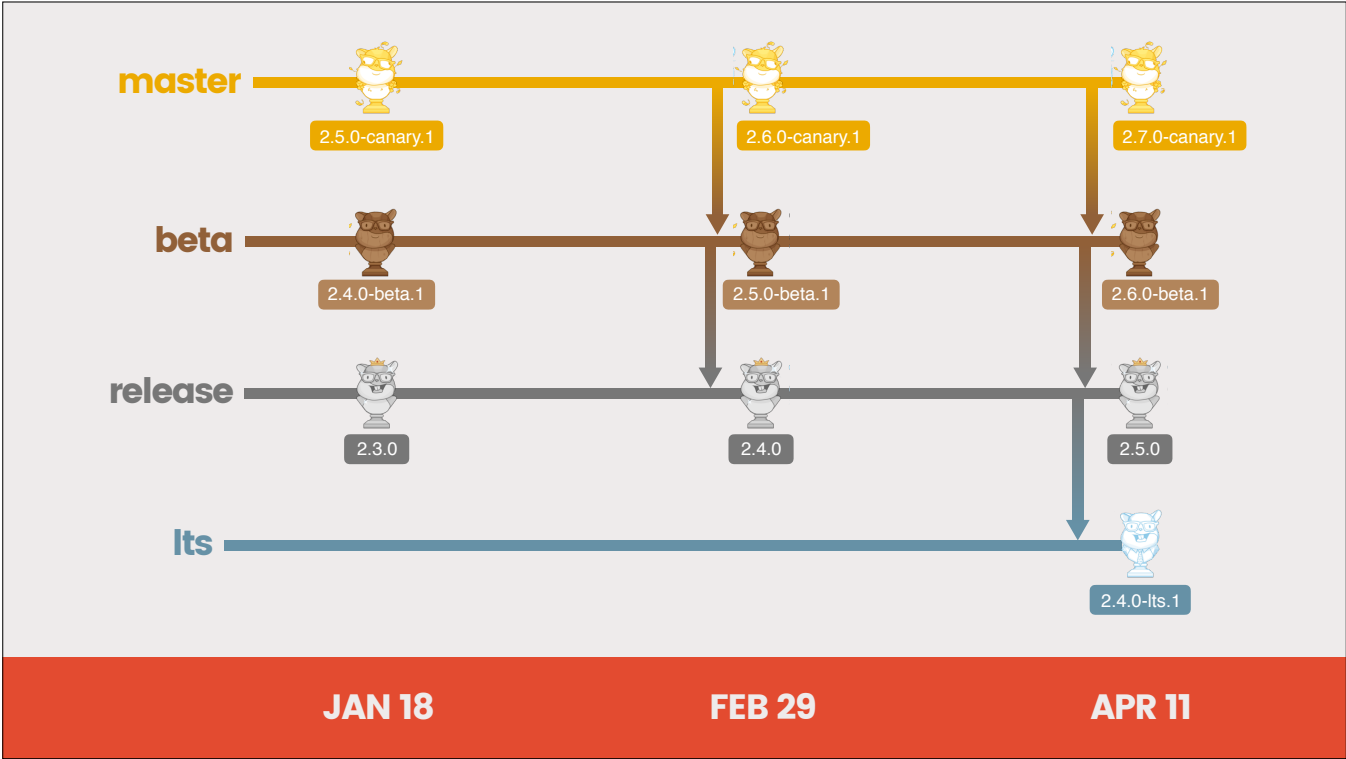 master
2.5.0-canary.1
2.6.0-canary.1
2.7.0-canary.1
beta
2.4.0-beta.1
2.5.0-beta.1
2.6.0-beta.1
release
2.3.0
2.4.0
2.5.0
lts
2.4.0-lts.1
JAN 18
FEB 29
APR 11